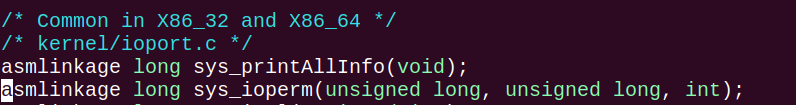 /* Common in X86_32 and X86_64 */
/* kernel/ioport.c */
asmlinkage long sys_printAllInfo(void);
asmlinkage long sys_ioperm(unsigned long, unsigned long, int);